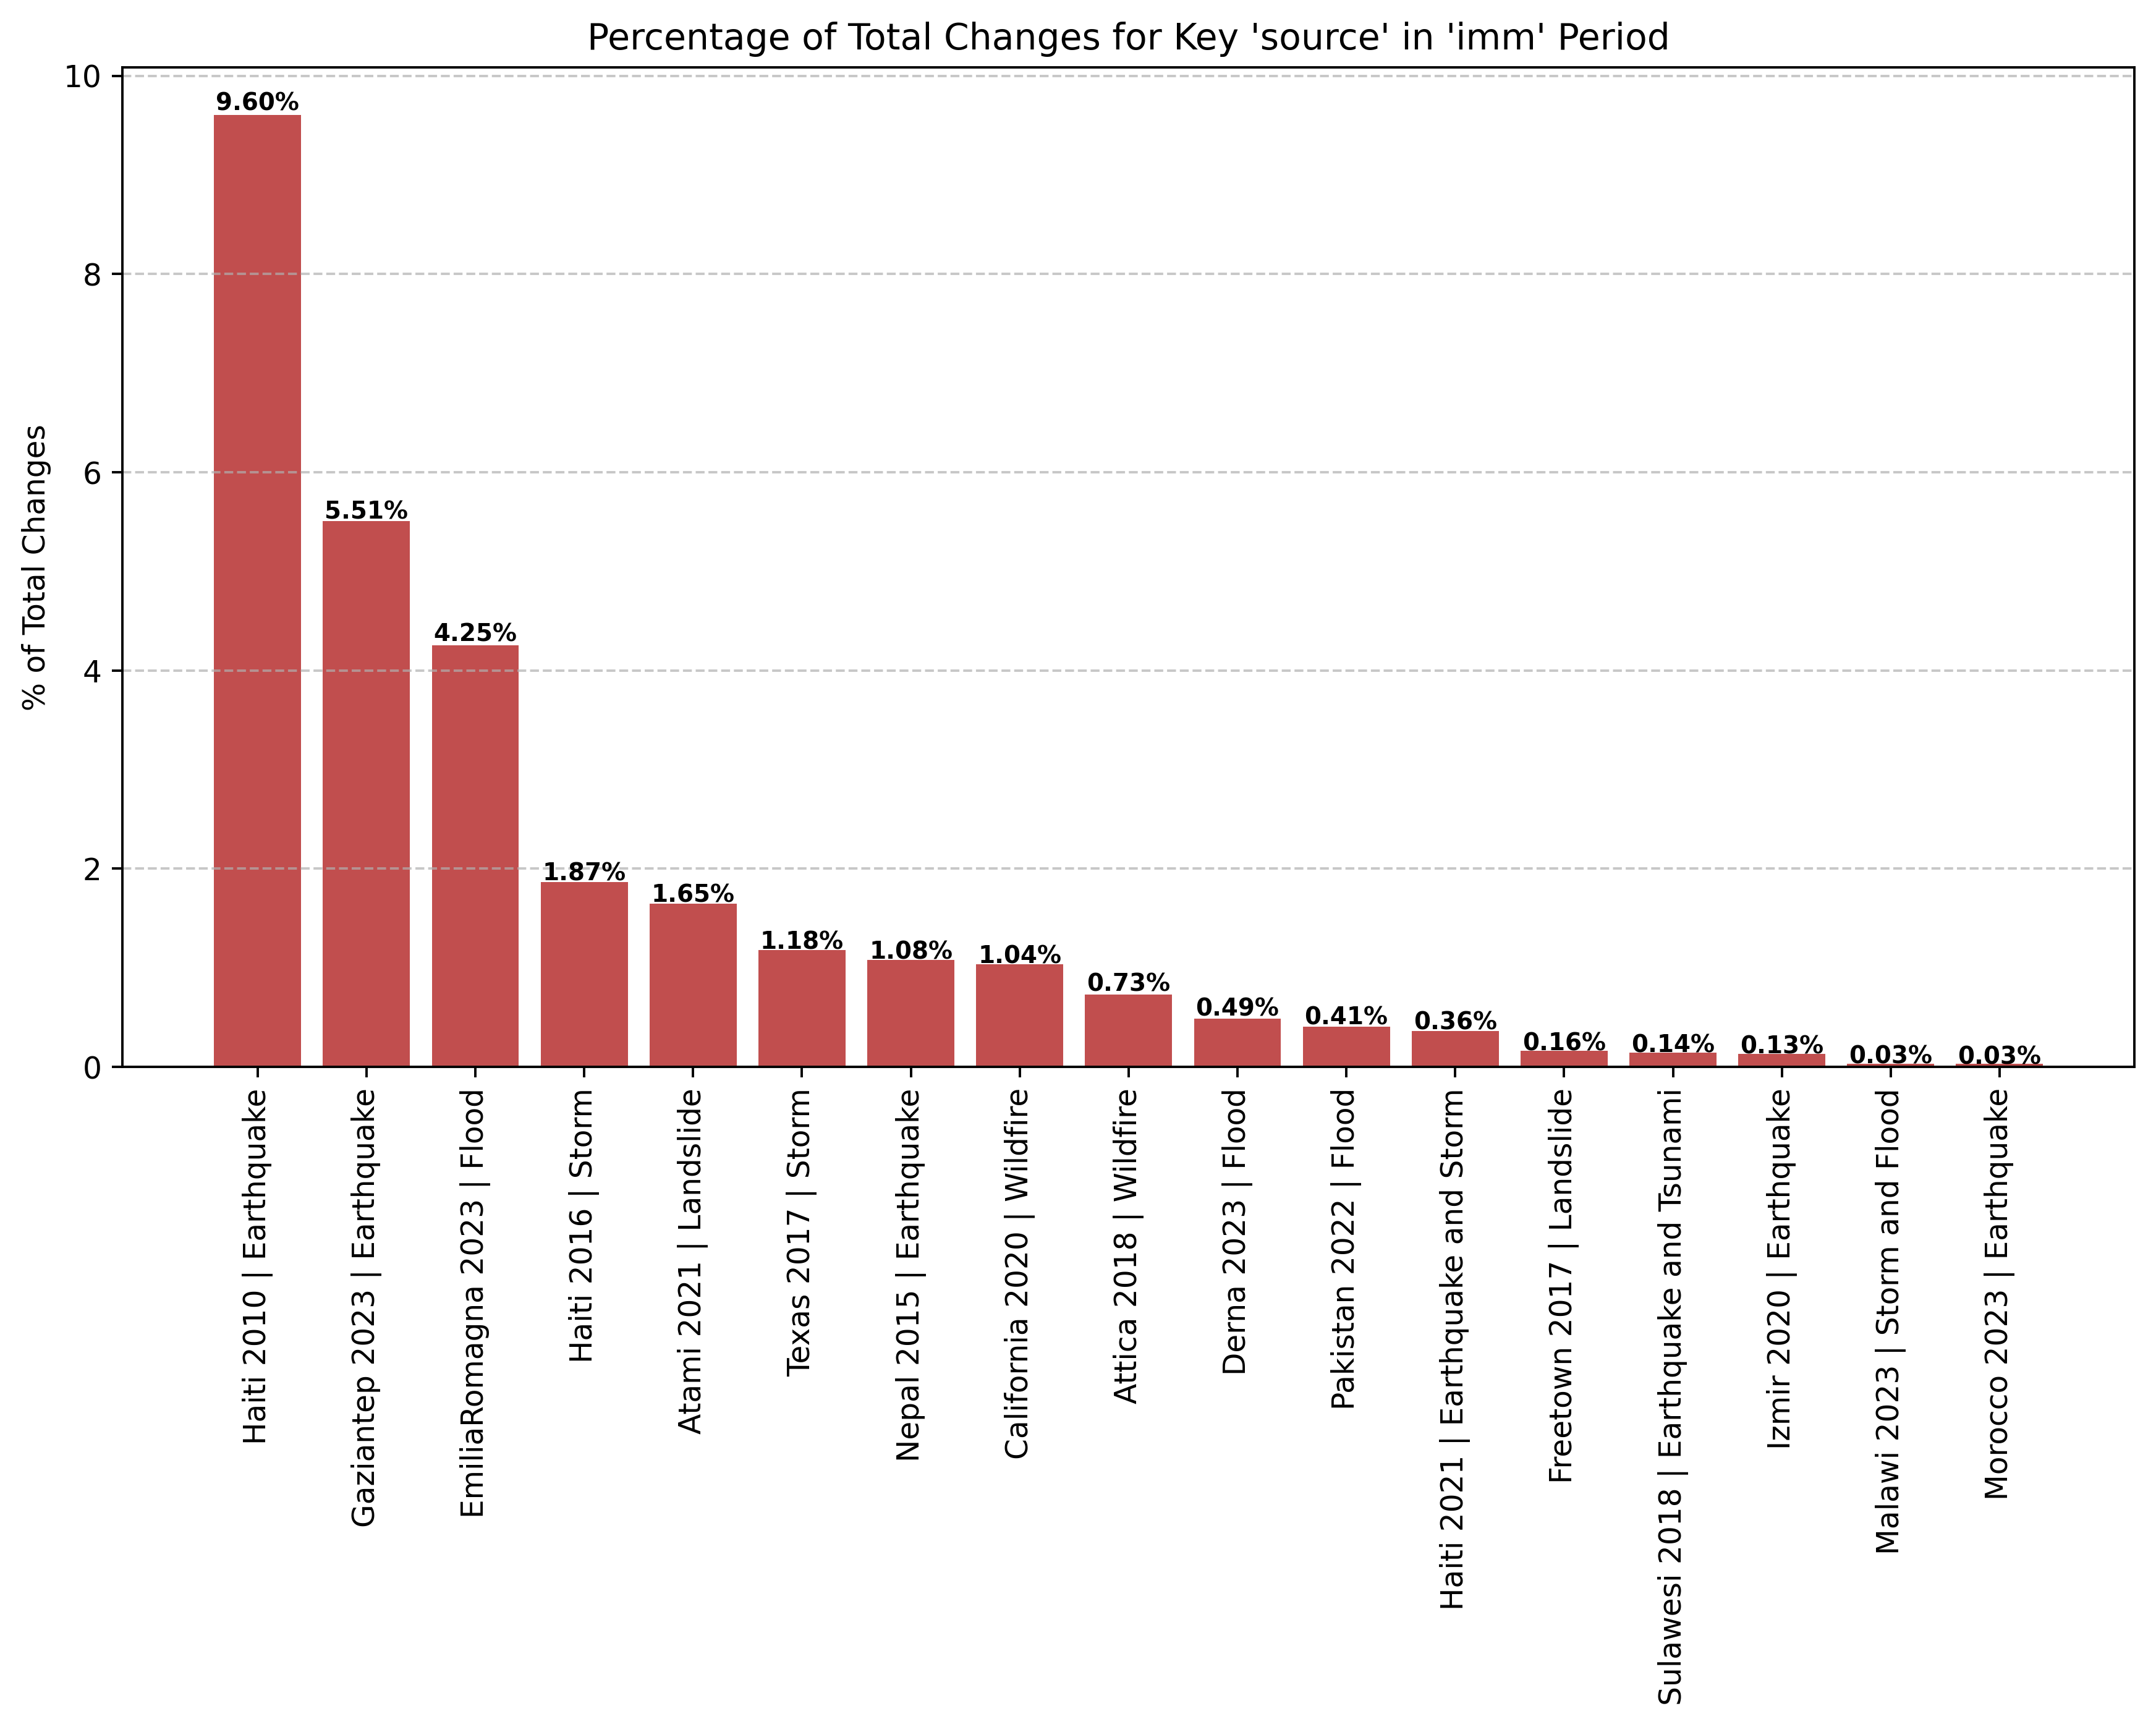 Percentage of Total Changes for Key 'source' in 'imm' Period
% of Total Changes
10
8
6
4
2
0
9.60%
5.51%
4.25%
1.87%
1.65%
1.18%
1.08%
1.04%
0.73%
0.49%
0.41%
0.36%
0.16%
0.14%
0.13%
0.03%
0.03%
Haiti 2010 | Earthquake
Gaziantep 2023 | Earthquake
EmiliaRomagna 2023 | Flood
Haiti 2016 | Storm
Atami 2021 | Landslide
Texas 2017 | Storm
Nepal 2015 | Earthquake
California 2020 | Wildfire
Attica 2018 | Wildfire
Derna 2023 | Flood
Pakistan 2022 | Flood
Haiti 2021 | Earthquake and Storm
Freetown 2017 | Landslide
Sulawesi 2018 | Earthquake and Tsunami
Izmir 2020 | Earthquake
Malawi 2023 | Storm and Flood
Morocco 2023 | Earthquake